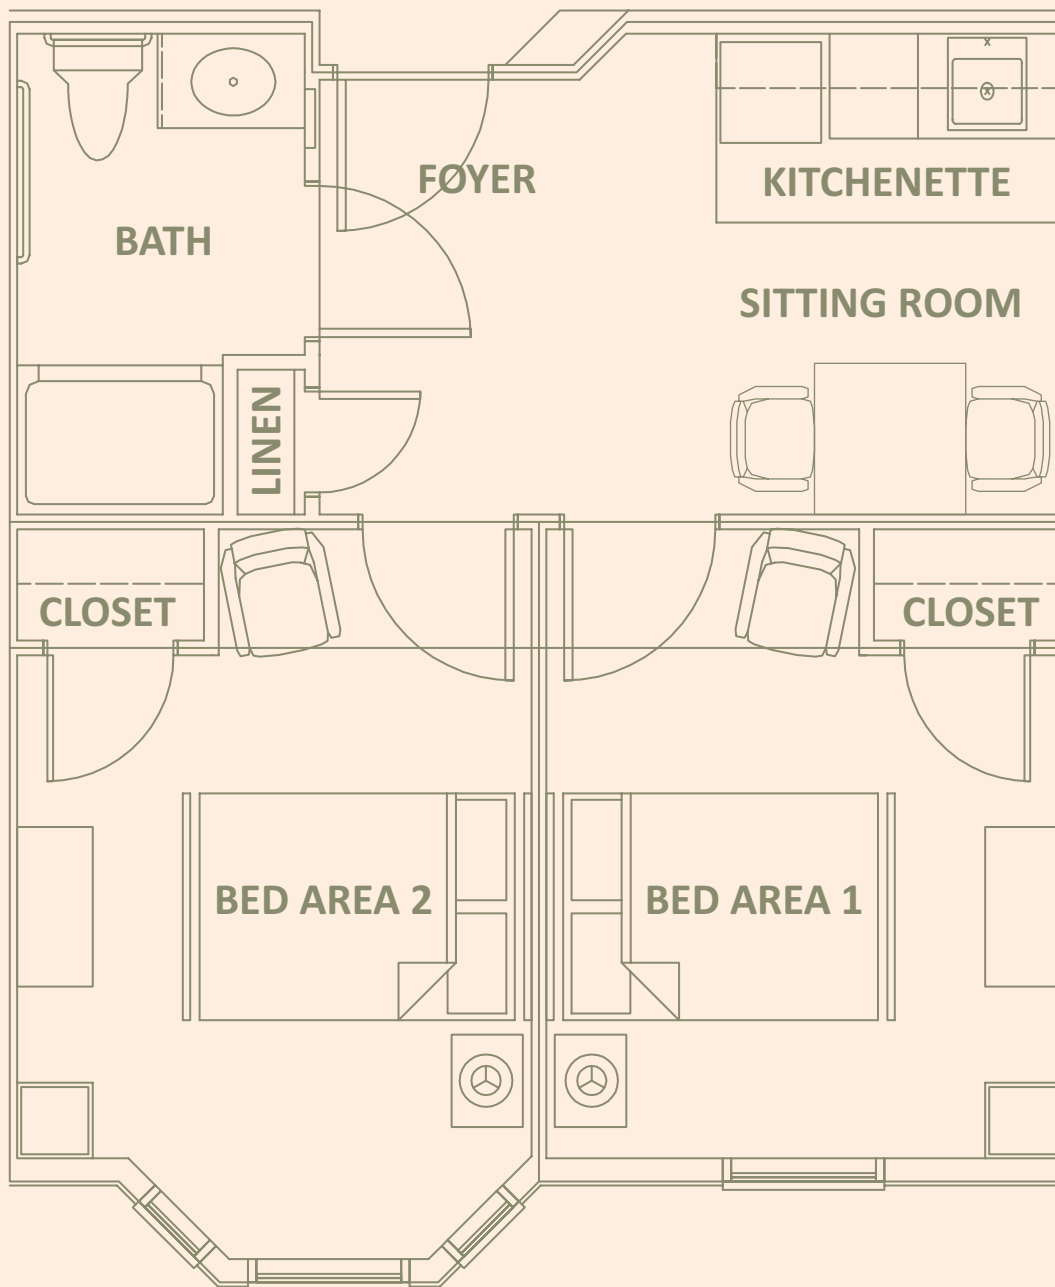 FOYER
KITCHENETTE
BATH
SITTING ROOM
LINEN
CLOSET
CLOSET
BED AREA 2
BED AREA 1